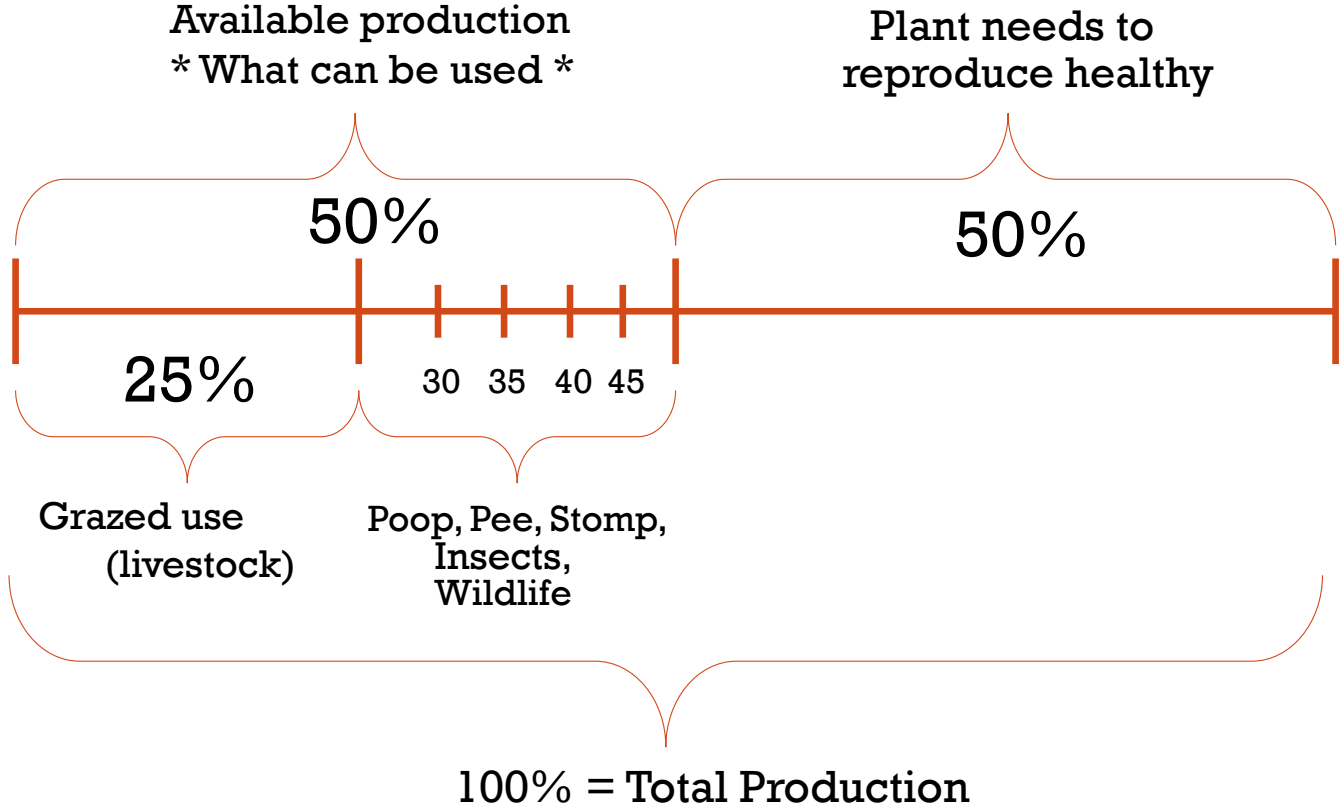 Available production
* What can be used *
Plant needs to
reproduce healthy
50%
50%
25%
30 35 40 45
Grazed use
(livestock)
Poop, Pee, Stomp,
Insects,
Wildlife
100% = Total Production